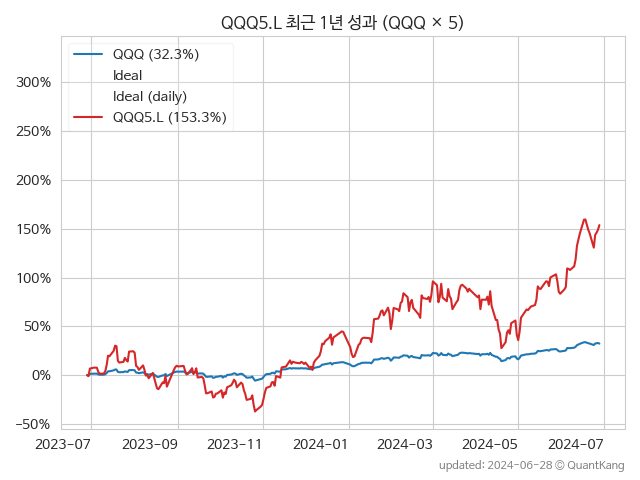 QQQ5.L 최근 1년 성과 (QQQ × 5)
QQQ (32.3%)
Ideal
Ideal (daily)
QQQ5.L (153.3%)
300%
250%
200%
150%
100%
50%
0%
−50%
2023-07 2023-09 2023-11 2024-01 2024-03 2024-05 2024-07
updated: 2024-06-28 © QuantKang